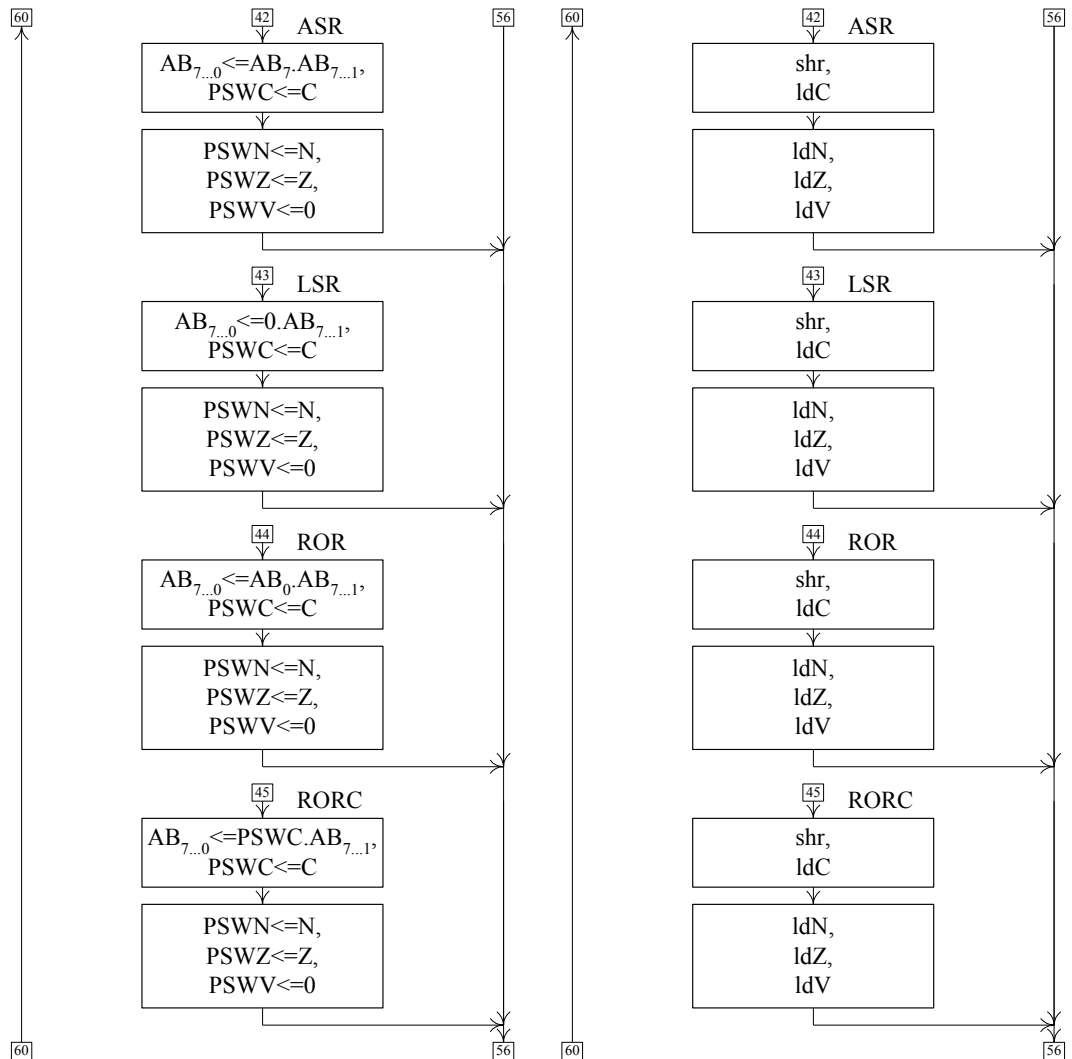 60
42
ASR
56
AB7...0<=AB7.AB7...1,
PSWC<=C
PSWN<=N,
PSWZ<=Z,
PSWV<=0
43
LSR
AB7...0<=0.AB7...1,
PSWC<=C
PSWN<=N,
PSWZ<=Z,
PSWV<=0
44
ROR
AB7...0<=AB0.AB7...1,
PSWC<=C
PSWN<=N,
PSWZ<=Z,
PSWV<=0
45
RORC
AB7...0<=PSWC.AB7...1,
PSWC<=C
PSWN<=N,
PSWZ<=Z,
PSWV<=0
60
56
60
42
ASR
56
shr,
ldC
ldN,
ldZ,
ldV
43
LSR
shr,
ldC
ldN,
ldZ,
ldV
44
ROR
shr,
ldC
ldN,
ldZ,
ldV
45
RORC
shr,
ldC
ldN,
ldZ,
ldV
60
56